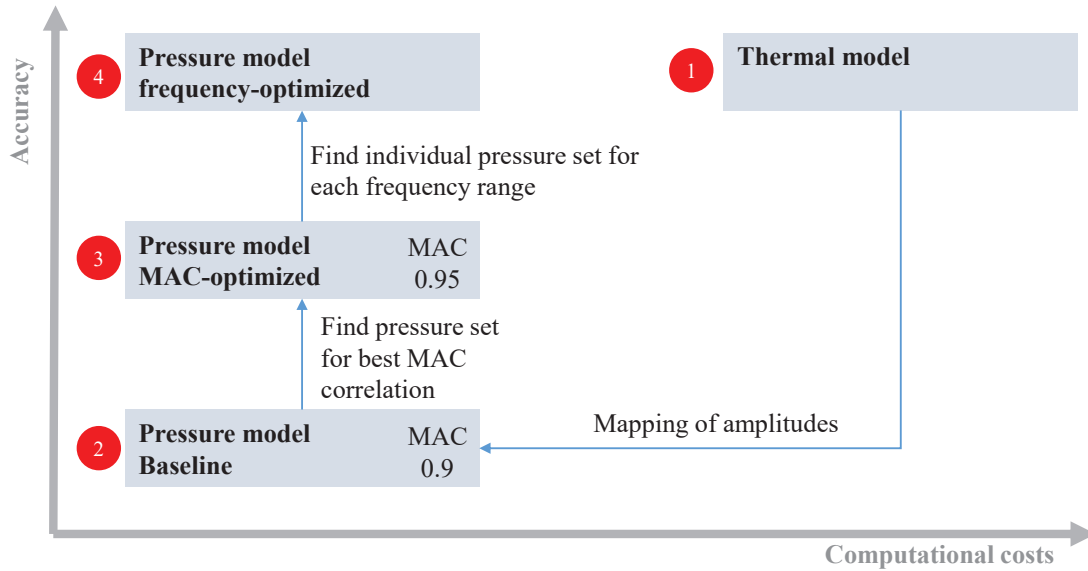 Accuracy
4
Pressure model
frequency-optimized
1
Thermal model
Find individual pressure set for
each frequency range
3
Pressure model
MAC-optimized
MAC
0.95
Find pressure set
for best MAC
correlation
2
Pressure model
Baseline
MAC
0.9
Mapping of amplitudes
Computational costs